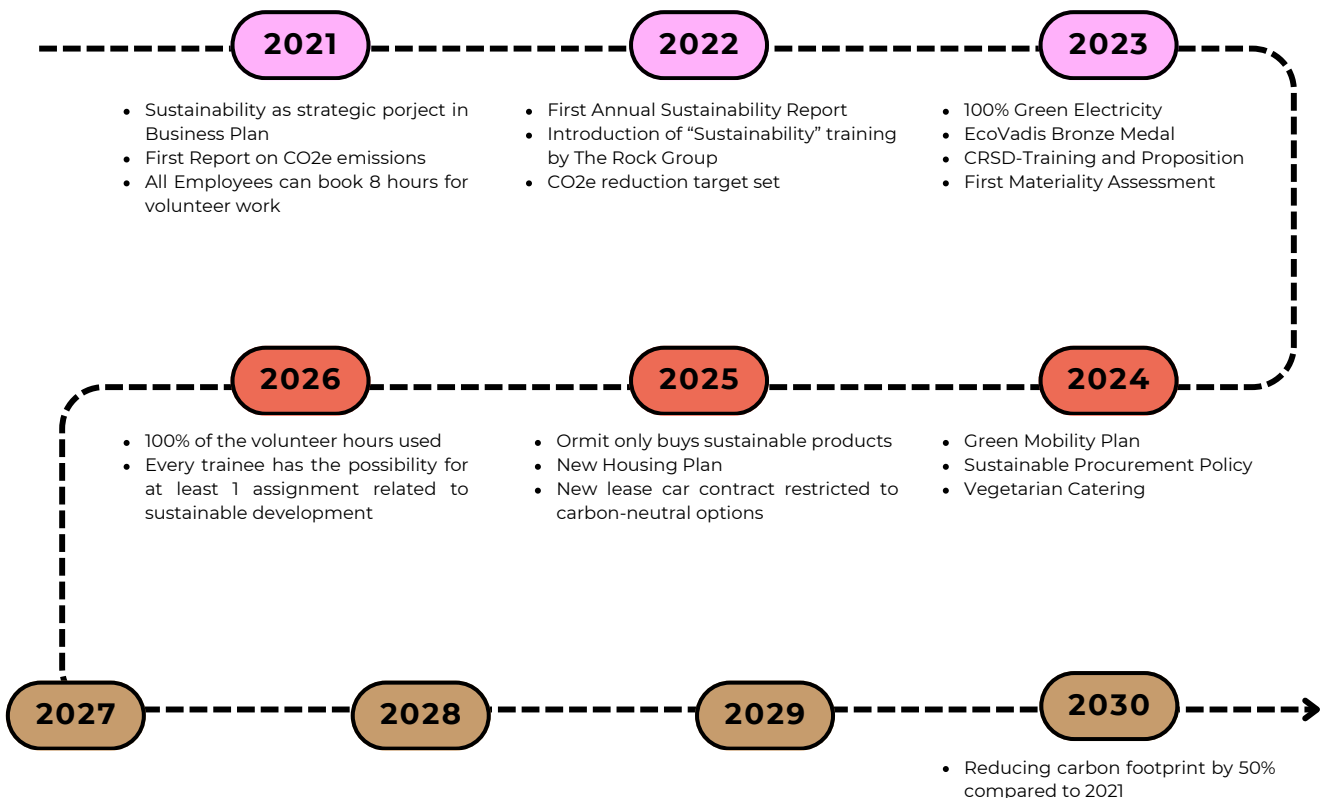 2021
Sustainability as strategic porject in
Business Plan
First Report on CO2e emissions
All Employees can book 8 hours for
volunteer work
2022
First Annual Sustainability Report
Introduction of “Sustainability” training
by The Rock Group
CO2e reduction target set
2023
100% Green Electricity
EcoVadis Bronze Medal
CRSD-Training and Proposition
First Materiality Assessment
2024
Green Mobility Plan
Sustainable Procurement Policy
Vegetarian Catering
2025
Ormit only buys sustainable products
New Housing Plan
New lease car contract restricted to
carbon-neutral options
2026
100% of the volunteer hours used
Every trainee has the possibility for
at least 1 assignment related to
sustainable development
2027
2028
2029
2030
Reducing carbon footprint by 50%
compared to 2021